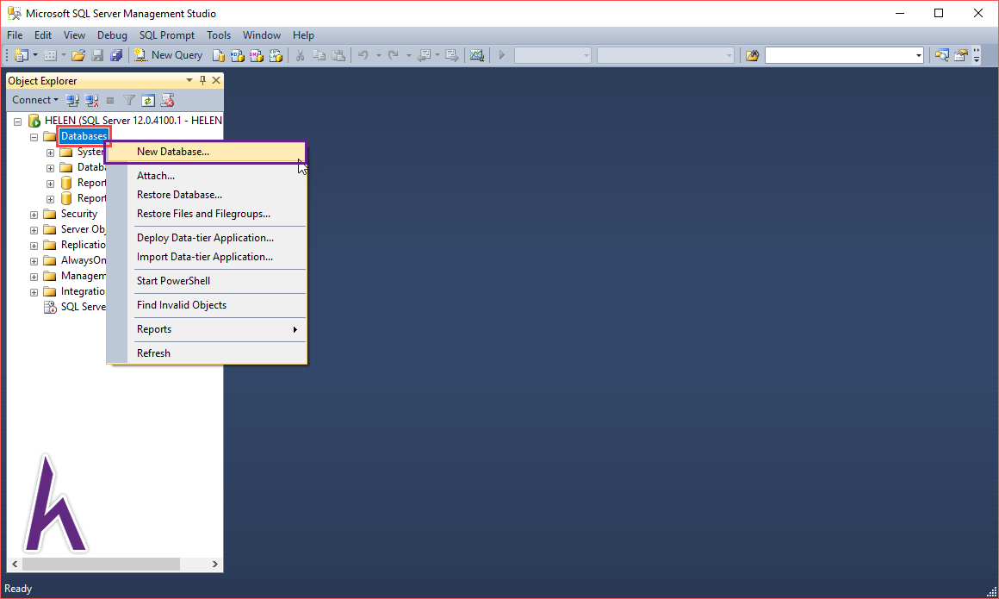 Microsoft SQL Server Management Studio
File Edit View Debug SQL Prompt Tools Window Help
New Query
Object Explorer
Connect
HELEN (SQL Server 12.0.4100.1 - HELEN
Databases
System
New Database...
Databa
Attach...
Report
Restore Database...
Report
Security
Restore Files and Filegroups...
Server Obj
Deploy Data-tier Application...
Replication
Import Data-tier Application...
AlwaysOn
Managem
Start PowerShell
Integratio
SQL Serve
Find Invalid Objects
Reports
Refresh
Ready